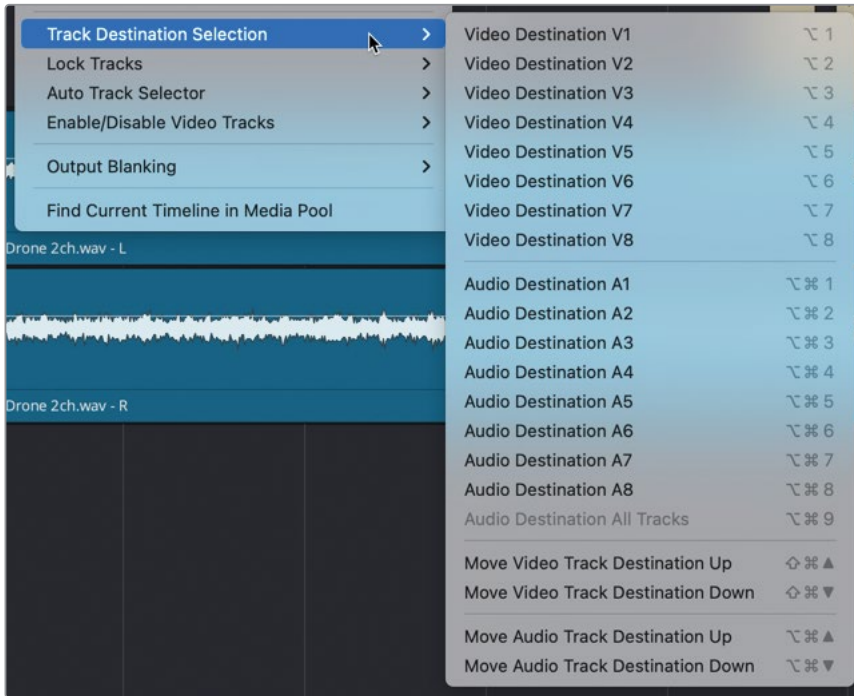 Track Destination Selection >
Lock Tracks >
Auto Track Selector >
Enable/Disable Video Tracks >
Output Blanking >
Find Current Timeline in Media Pool
Drone 2ch.wav - L
Drone 2ch.wav - R
Video Destination V1 ⌥ 1
Video Destination V2 ⌥ 2
Video Destination V3 ⌥ 3
Video Destination V4 ⌥ 4
Video Destination V5 ⌥ 5
Video Destination V6 ⌥ 6
Video Destination V7 ⌥ 7
Video Destination V8 ⌥ 8
Audio Destination A1 ⌥⌘ 1
Audio Destination A2 ⌥⌘ 2
Audio Destination A3 ⌥⌘ 3
Audio Destination A4 ⌥⌘ 4
Audio Destination A5 ⌥⌘ 5
Audio Destination A6 ⌥⌘ 6
Audio Destination A7 ⌥⌘ 7
Audio Destination A8 ⌥⌘ 8
Audio Destination All Tracks ⌥⌘ 9
Move Video Track Destination Up ⇧⌘▲
Move Video Track Destination Down ⇧⌘▼
Move Audio Track Destination Up ⌥⌘▲
Move Audio Track Destination Down ⌥⌘▼